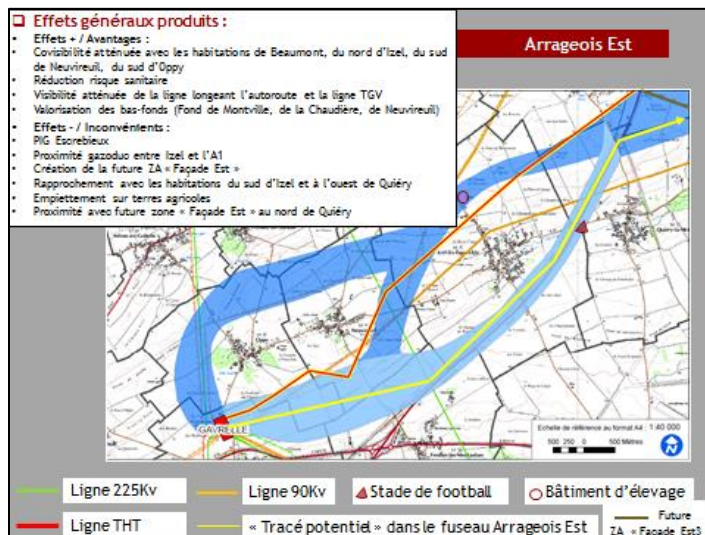 ❑ Effets généraux produits :
• Effets + / Avantages :
• Covisibilité atténuée avec les habitations de Beaumont, du nord d'Izel, du sud
de Neuvireuil, du sud d'Oppy
• Réduction risque sanitaire
• Visibilité atténuée de la ligne longeant l'autoroute et la ligne TGV
• Valorisation des bas-fonds (Fond de Montville, de la Chaudière, de Neuvireuil)
• Effets - / Inconvénients :
• PIG Escrebieux
• Proximité gazoduc entre Izel et l'A1
• Création de la future ZA « Façade Est »
• Rapprochement avec les habitations du sud d'Izel et à l'ouest de Quiéry
• Empiettement sur terres agricoles
• Proximité avec future zone « Façade Est » au nord de Quiéry
Arrageois Est
GAVRELLE
Echelle de référence au format A4 : 1:40 000
500 250 0 500 Mètres
Ligne 225Kv
Ligne 90Kv
Stade de football
Bâtiment d'élevage
Ligne THT
« Tracé potentiel » dans le fuseau Arrageois Est
Future
ZA « Façade Est3